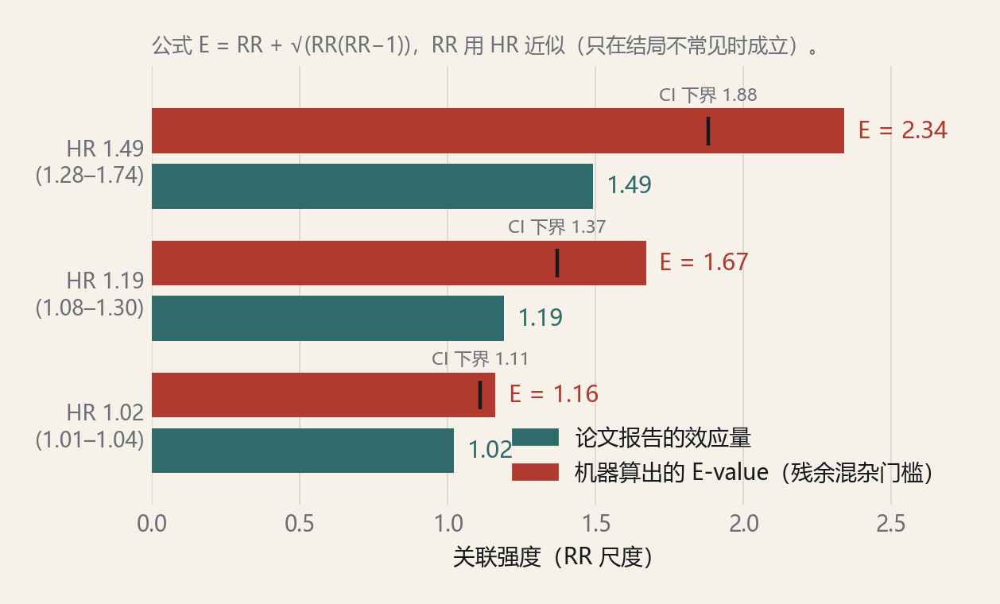 公式 E = RR + √(RR(RR−1))，RR 用 HR 近似（只在结局不常见时成立）。
CI 下界 1.88
E = 2.34
HR 1.49
(1.28–1.74)
1.49
CI 下界 1.37
E = 1.67
HR 1.19
(1.08–1.30)
1.19
CI 下界 1.11
E = 1.16
HR 1.02
(1.01–1.04)
1.02
论文报告的效应量
机器算出的 E-value（残余混杂门槛）
0.0 0.5 1.0 1.5 2.0 2.5
关联强度（RR 尺度）